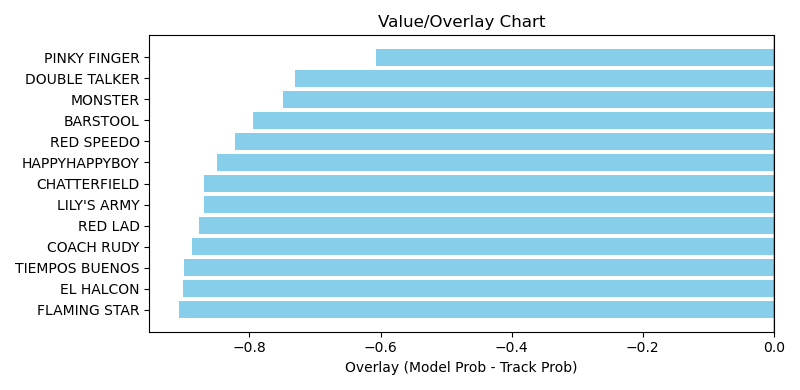 Value/Overlay Chart
PINKY FINGER
DOUBLE TALKER
MONSTER
BARSTOOL
RED SPEEDO
HAPPYHAPPYBOY
CHATTERFIELD
LILY'S ARMY
RED LAD
COACH RUDY
TIEMPOS BUENOS
EL HALCON
FLAMING STAR
−0.8 −0.6 −0.4 −0.2 0.0
Overlay (Model Prob - Track Prob)